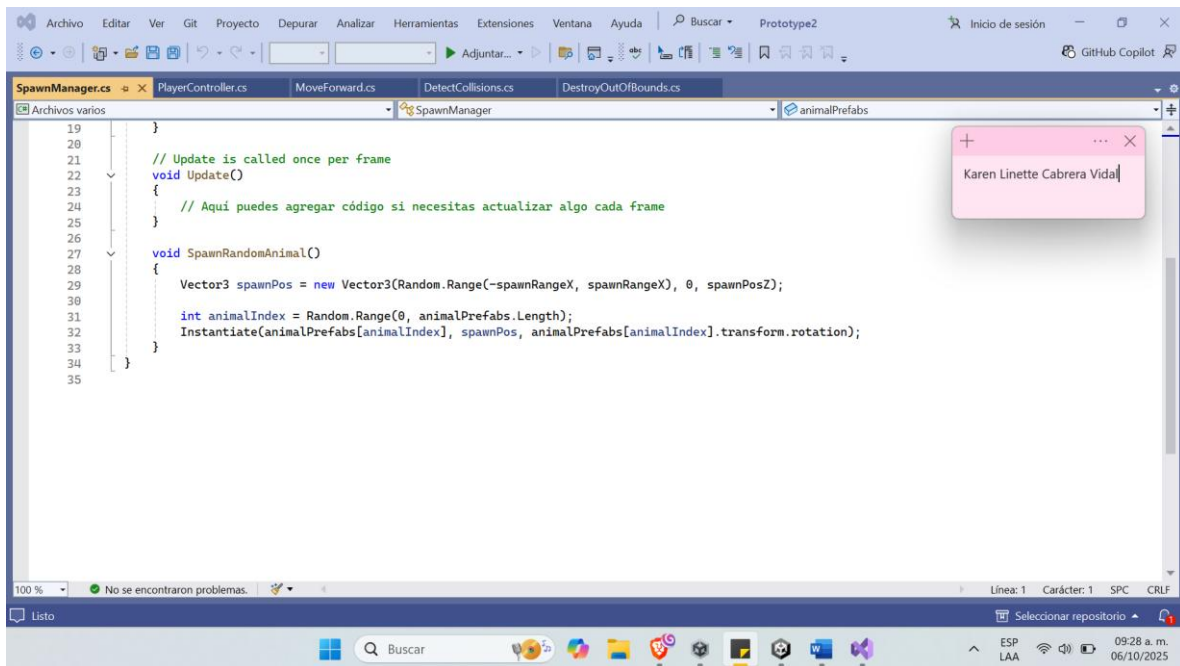 Archivo Editar Ver Git Proyecto Depurar Analizar Herramientas Extensiones Ventana Ayuda Buscar Prototype2 Inicio de sesión
Adjuntar... GitHub Copilot
SpawnManager.cs PlayerController.cs MoveForward.cs DetectCollisions.cs DestroyOutOfBounds.cs
Archivos varios SpawnManager animalPrefabs
19 }
20
21 // Update is called once per frame
22 void Update()
23 {
24 // Aquí puedes agregar código si necesitas actualizar algo cada frame
25 }
26
27 void SpawnRandomAnimal()
28 {
29 Vector3 spawnPos = new Vector3(Random.Range(-spawnRangeX, spawnRangeX), 0, spawnPosZ);
30
31 int animalIndex = Random.Range(0, animalPrefabs.Length);
32 Instantiate(animalPrefabs[animalIndex], spawnPos, animalPrefabs[animalIndex].transform.rotation);
33 }
34 }
35
Karen Linette Cabrera Vidal
100 % No se encontraron problemas. Línea: 1 Carácter: 1 SPC CRLF
Listo Seleccionar repositorio 1
Buscar ESP 09:28 a. m.
LAA 06/10/2025